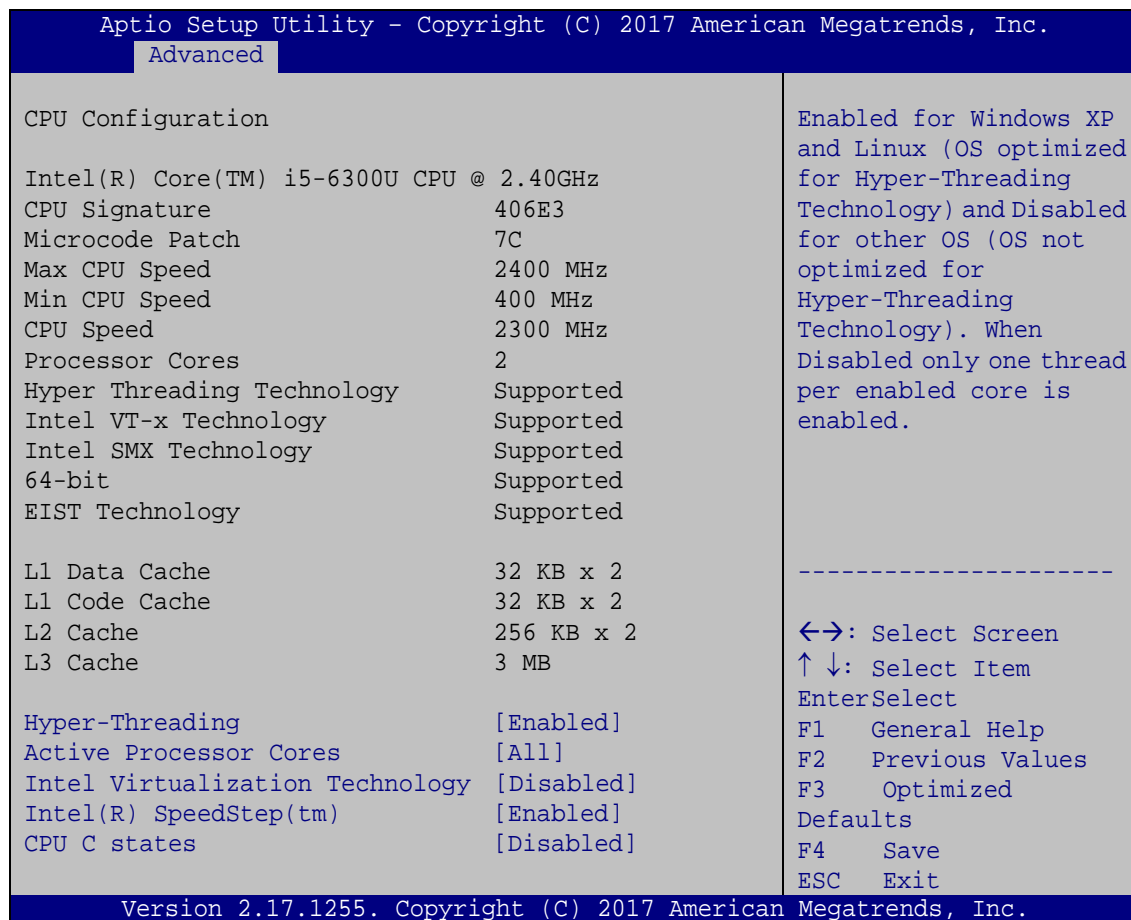 Aptio Setup Utility – Copyright (C) 2017 American Megatrends, Inc.
Advanced
CPU Configuration
Intel(R) Core(TM) i5-6300U CPU @ 2.40GHz
CPU Signature 406E3
Microcode Patch 7C
Max CPU Speed 2400 MHz
Min CPU Speed 400 MHz
CPU Speed 2300 MHz
Processor Cores 2
Hyper Threading Technology Supported
Intel VT-x Technology Supported
Intel SMX Technology Supported
64-bit Supported
EIST Technology Supported
L1 Data Cache 32 KB x 2
L1 Code Cache 32 KB x 2
L2 Cache 256 KB x 2
L3 Cache 3 MB
Hyper-Threading [Enabled]
Active Processor Cores [All]
Intel Virtualization Technology [Disabled]
Intel(R) SpeedStep(tm) [Enabled]
CPU C states [Disabled]
Enabled for Windows XP
and Linux (OS optimized
for Hyper-Threading
Technology) and Disabled
for other OS (OS not
optimized for
Hyper-Threading
Technology). When
Disabled only one thread
per enabled core is
enabled.
----------------------
←→: Select Screen
↑ ↓: Select Item
EnterSelect
F1 General Help
F2 Previous Values
F3 Optimized
Defaults
F4 Save
ESC Exit
Version 2.17.1255. Copyright (C) 2017 American Megatrends, Inc.